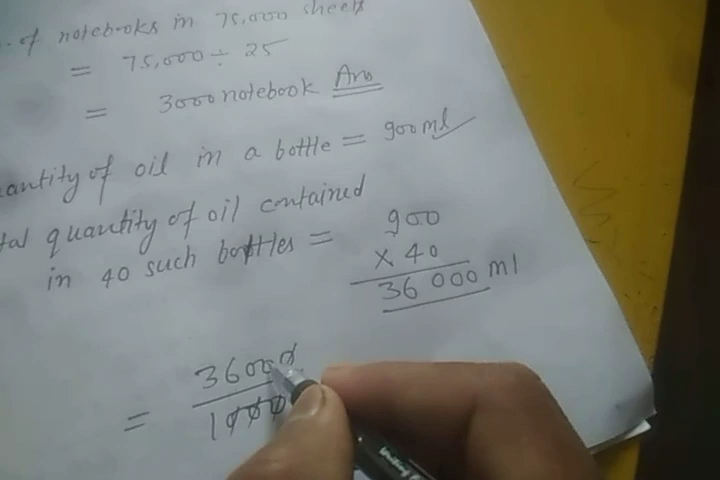 of notebooks in 75,000 sheets
= 75,000 ÷ 25
= 3000 notebook Ans
antity of oil in a bottle = 900 ml
tal quantity of oil contained
in 40 such bottles = 900
× 40
36 000 ml
= 36000
1000